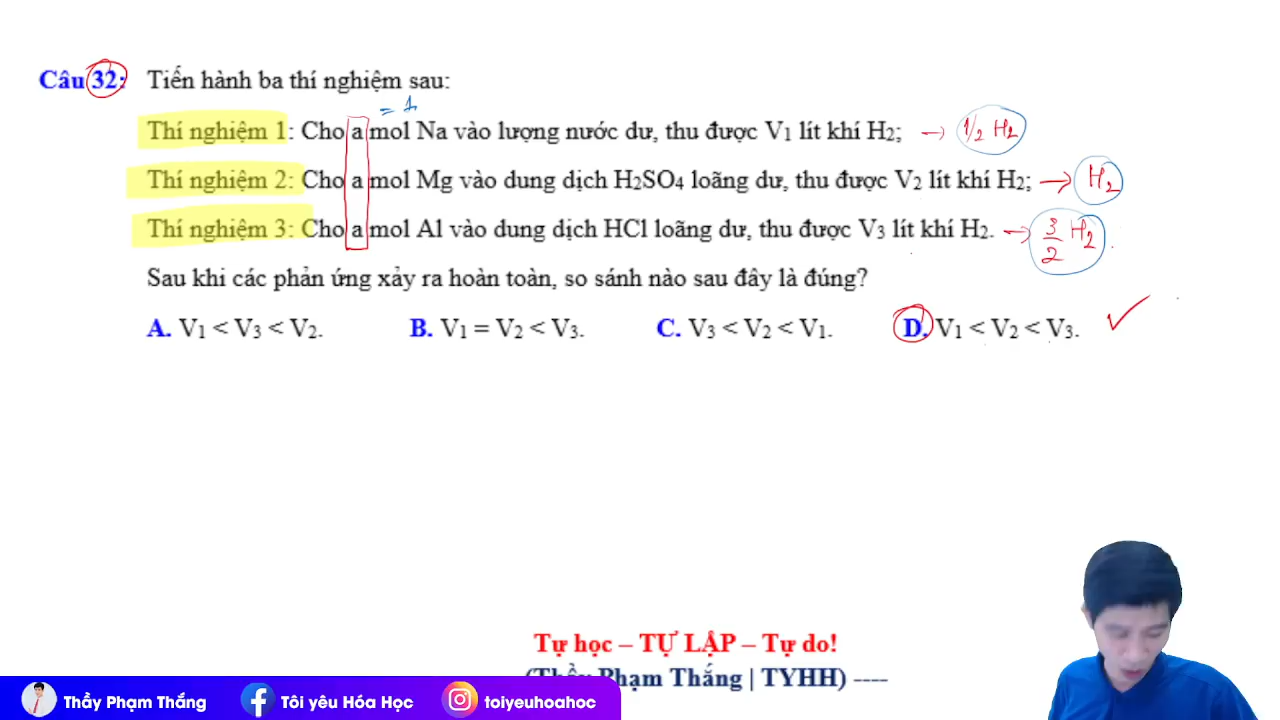 Câu 32: Tiến hành ba thí nghiệm sau:
= 1
Thí nghiệm 1: Cho a mol Na vào lượng nước dư, thu được V1 lít khí H2; → 1/2 H2
Thí nghiệm 2: Cho a mol Mg vào dung dịch H2SO4 loãng dư, thu được V2 lít khí H2; → H2
Thí nghiệm 3: Cho a mol Al vào dung dịch HCl loãng dư, thu được V3 lít khí H2. → 3/2 H2
Sau khi các phản ứng xảy ra hoàn toàn, so sánh nào sau đây là đúng?
A. V1 < V3 < V2. B. V1 = V2 < V3. C. V3 < V2 < V1. D. V1 < V2 < V3. ✓
Tự học – TỰ LẬP – Tự do!
(Thầy Phạm Thắng | TYHH) ----
Thầy Phạm Thắng Tôi yêu Hóa Học toiyeuhoahoc